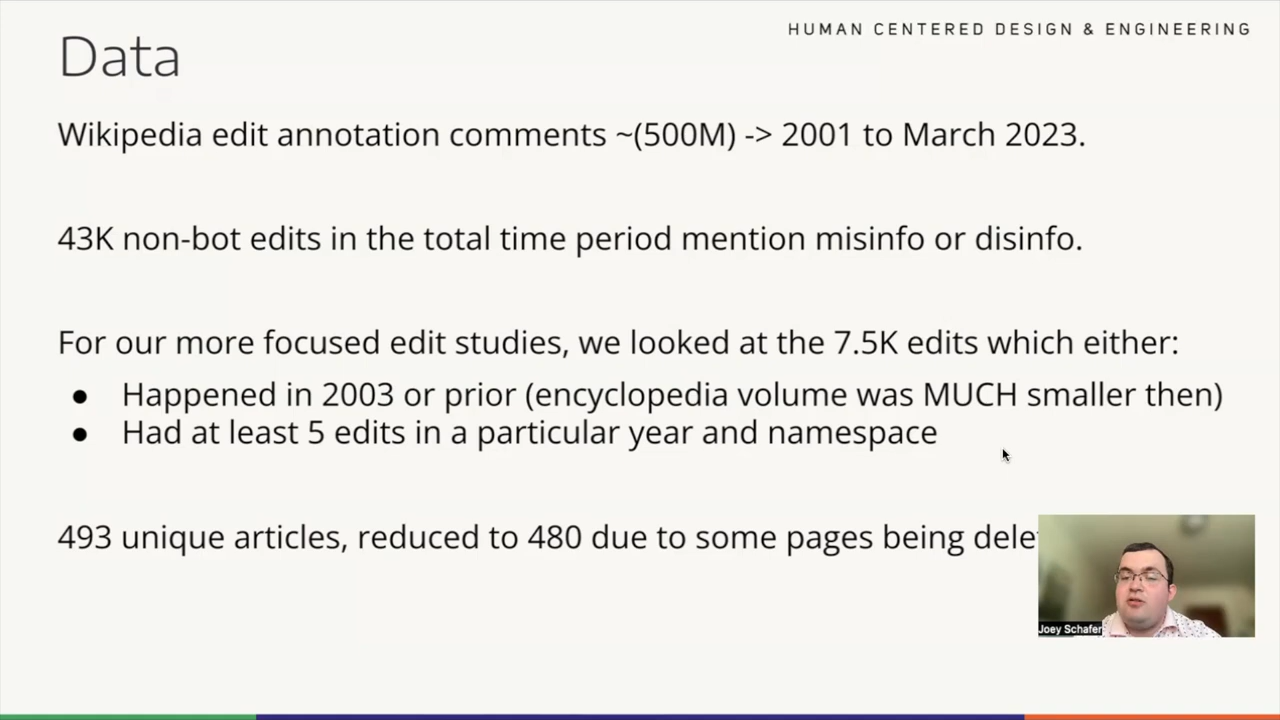 HUMAN CENTERED DESIGN & ENGINEERING
Data
Wikipedia edit annotation comments ~(500M) -> 2001 to March 2023.
43K non-bot edits in the total time period mention misinfo or disinfo.
For our more focused edit studies, we looked at the 7.5K edits which either:
● Happened in 2003 or prior (encyclopedia volume was MUCH smaller then)
● Had at least 5 edits in a particular year and namespace
493 unique articles, reduced to 480 due to some pages being
Joey Schafer